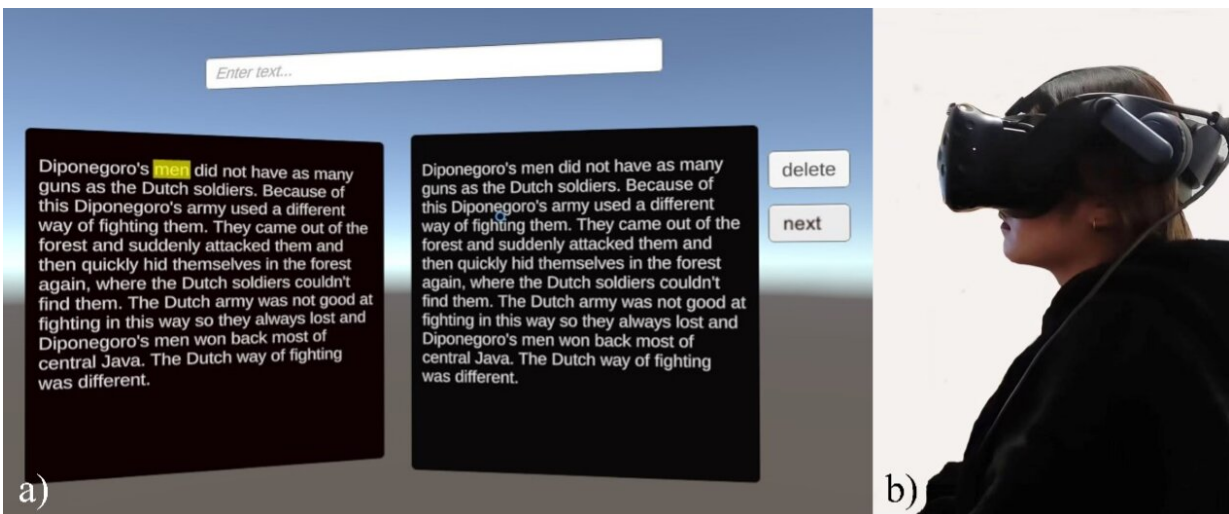 Enter text...
Diponegoro's men did not have as many
guns as the Dutch soldiers. Because of
this Diponegoro's army used a different
way of fighting them. They came out of the
forest and suddenly attacked them and
then quickly hid themselves in the forest
again, where the Dutch soldiers couldn't
find them. The Dutch army was not good at
fighting in this way so they always lost and
Diponegoro's men won back most of
central Java. The Dutch way of fighting
was different.
Diponegoro's men did not have as many
guns as the Dutch soldiers. Because of
this Diponegoro's army used a different
way of fighting them. They came out of the
forest and suddenly attacked them and
then quickly hid themselves in the forest
again, where the Dutch soldiers couldn't
find them. The Dutch army was not good at
fighting in this way so they always lost and
Diponegoro's men won back most of
central Java. The Dutch way of fighting
was different.
delete
next
a)
b)